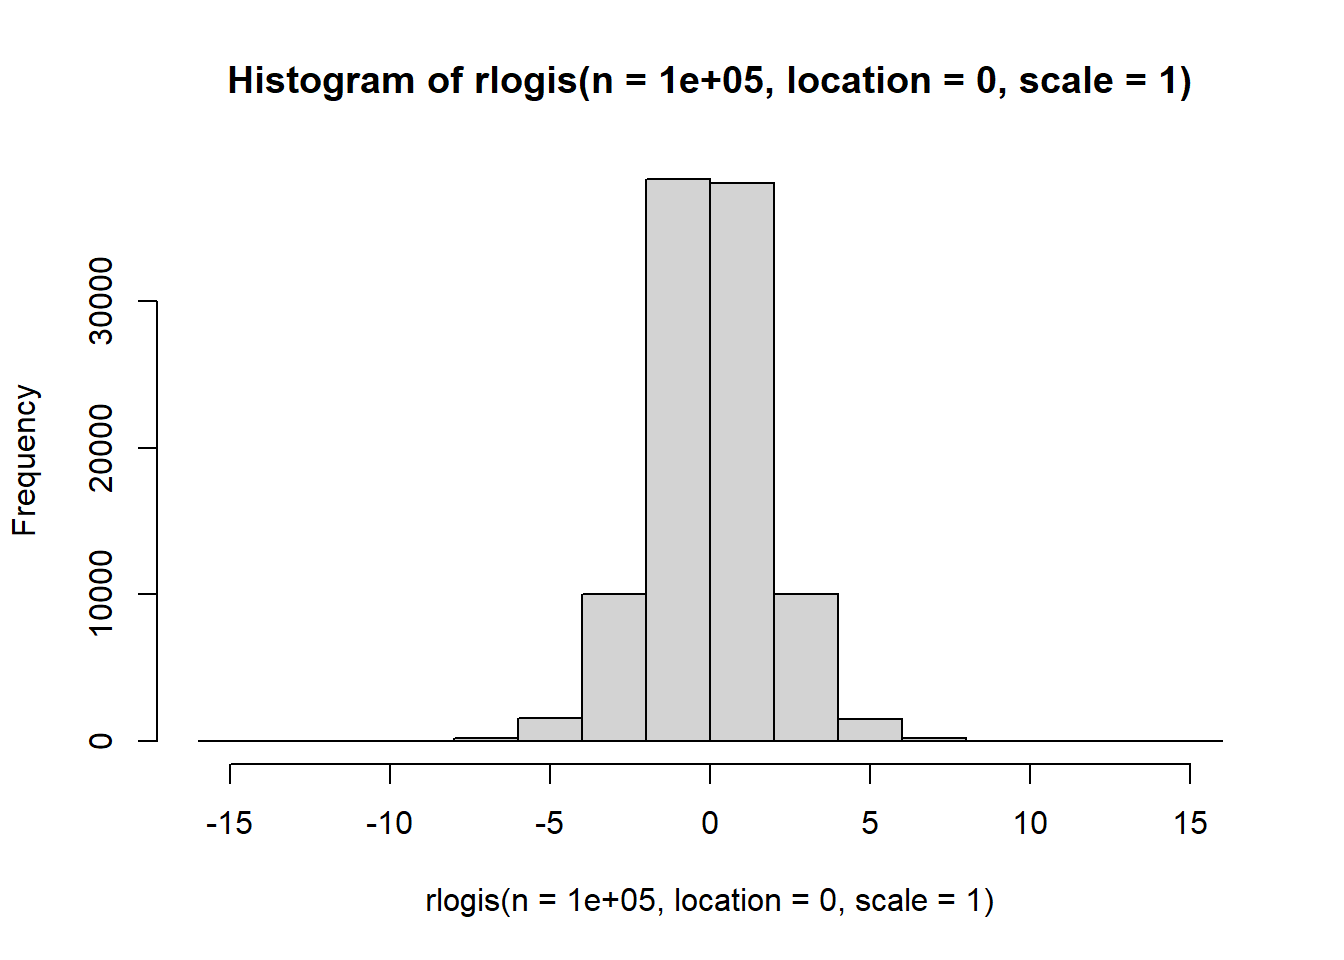 Histogram of rlogis(n = 1e+05, location = 0, scale = 1)
Frequency
30000
20000
10000
0
-15 -10 -5 0 5 10 15
rlogis(n = 1e+05, location = 0, scale = 1)